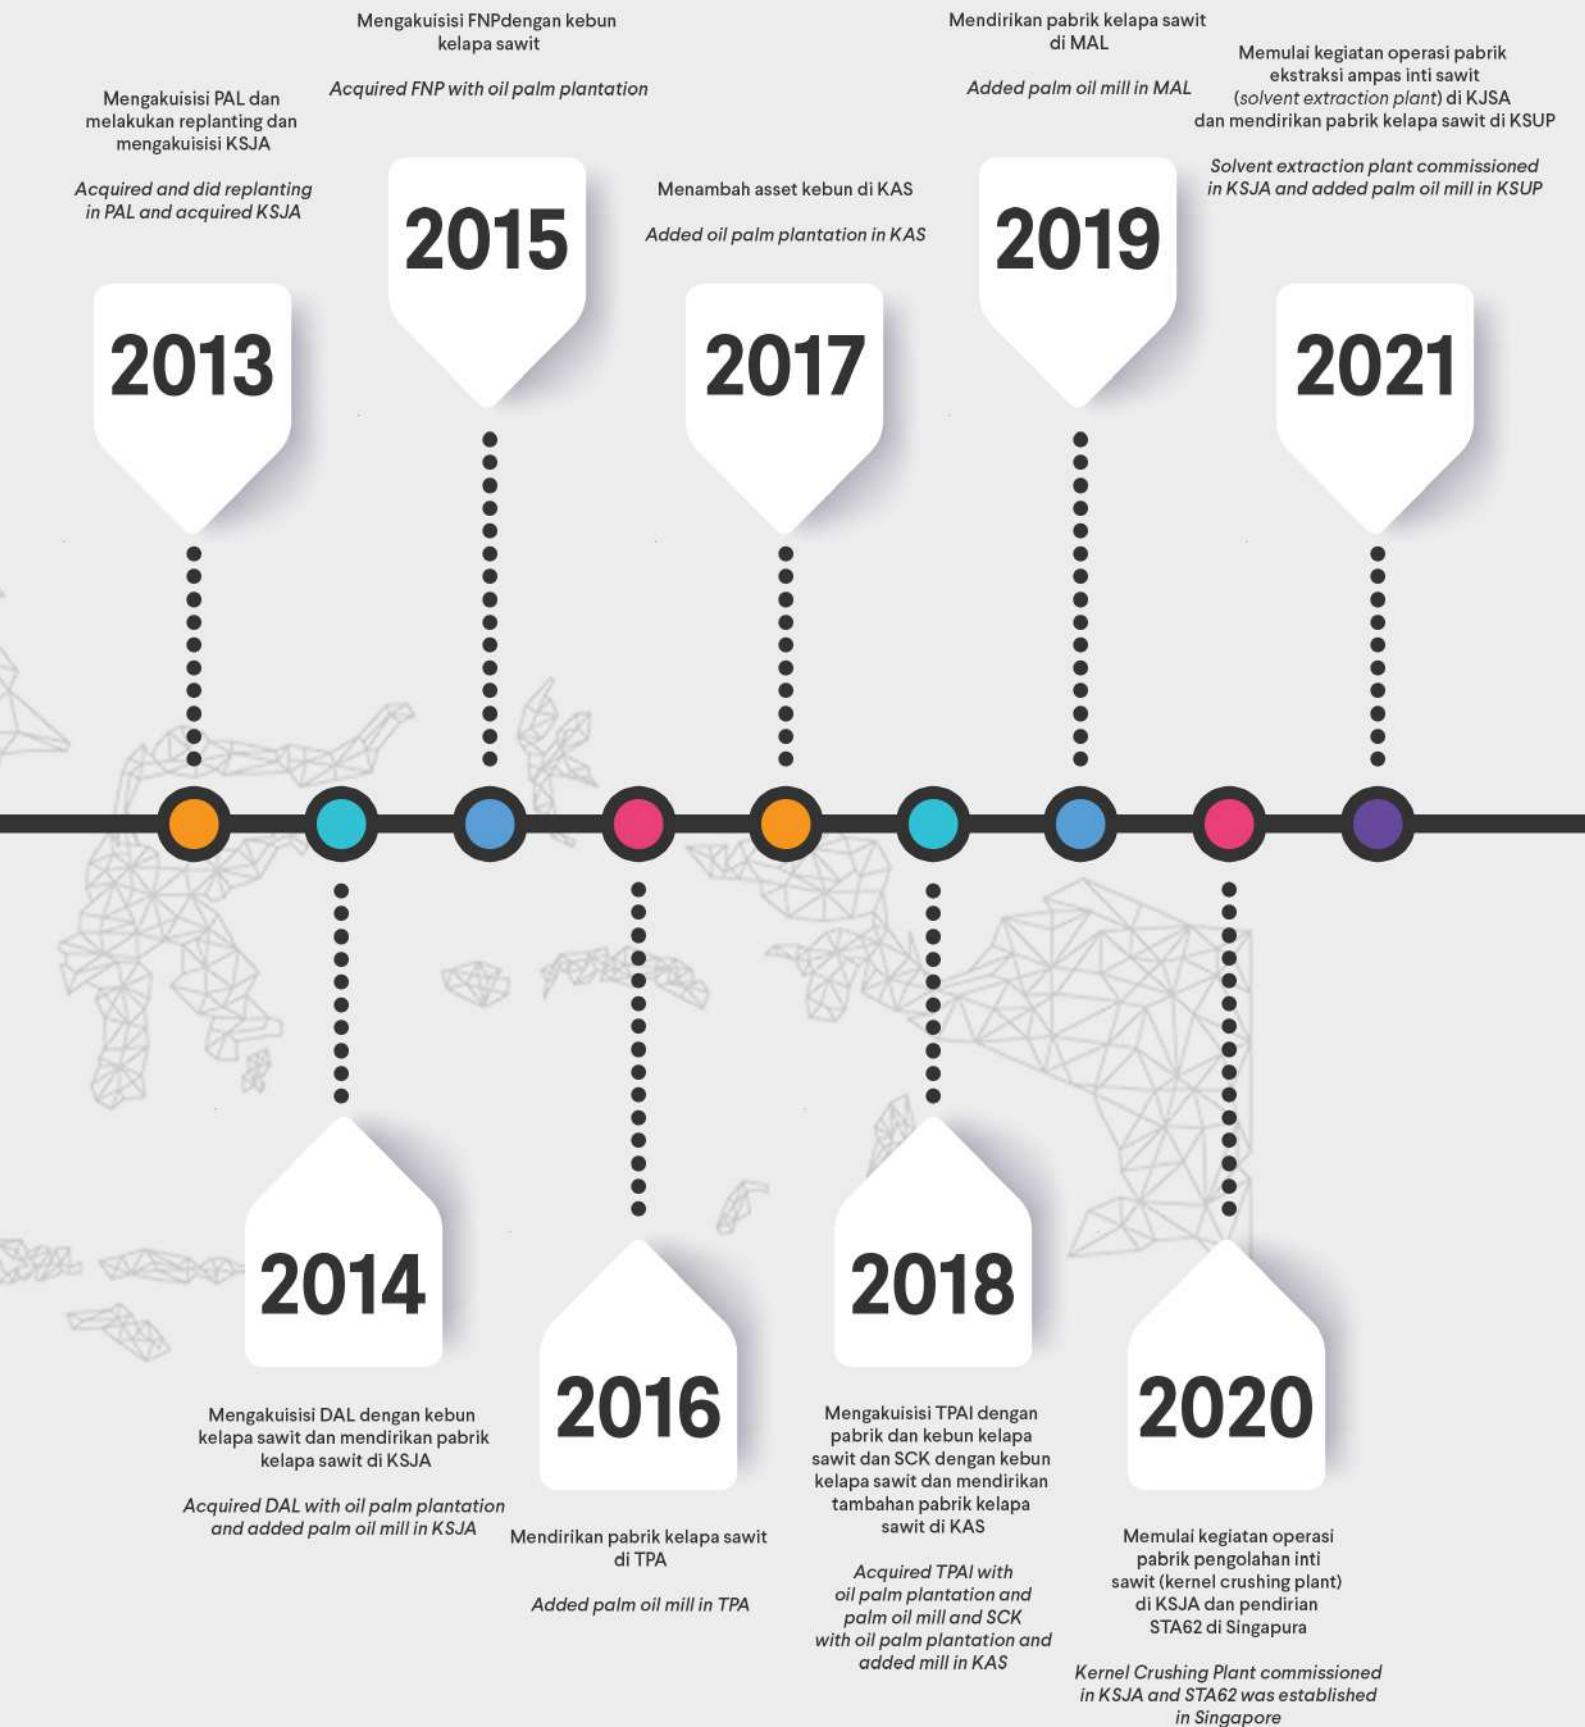 Mengakuisisi PAL dan
melakukan replanting dan
mengakuisisi KSJA
Acquired and did replanting
in PAL and acquired KSJA
2013
Mengakuisisi DAL dengan kebun
kelapa sawit dan mendirikan pabrik
kelapa sawit di KSJA
Acquired DAL with oil palm plantation
and added palm oil mill in KSJA
2014
Mengakuisisi FNPdengan kebun
kelapa sawit
Acquired FNP with oil palm plantation
2015
2016
Mendirikan pabrik kelapa sawit
di TPA
Added palm oil mill in TPA
Menambah asset kebun di KAS
Added oil palm plantation in KAS
2017
2018
Mengakuisisi TPAI dengan
pabrik dan kebun kelapa
sawit dan SCK dengan kebun
kelapa sawit dan mendirikan
tambahan pabrik kelapa
sawit di KAS
Acquired TPAI with
oil palm plantation and
palm oil mill and SCK
with oil palm plantation and
added mill in KAS
Mendirikan pabrik kelapa sawit
di MAL
Added palm oil mill in MAL
2019
2020
Memulai kegiatan operasi
pabrik pengolahan inti
sawit (kernel crushing plant)
di KSJA dan pendirian
STA62 di Singapura
Kernel Crushing Plant commissioned
in KSJA and STA62 was established
in Singapore
Memulai kegiatan operasi pabrik
ekstraksi ampas inti sawit
(solvent extraction plant) di KJSA
dan mendirikan pabrik kelapa sawit di KSUP
Solvent extraction plant commissioned
in KSJA and added palm oil mill in KSUP
2021